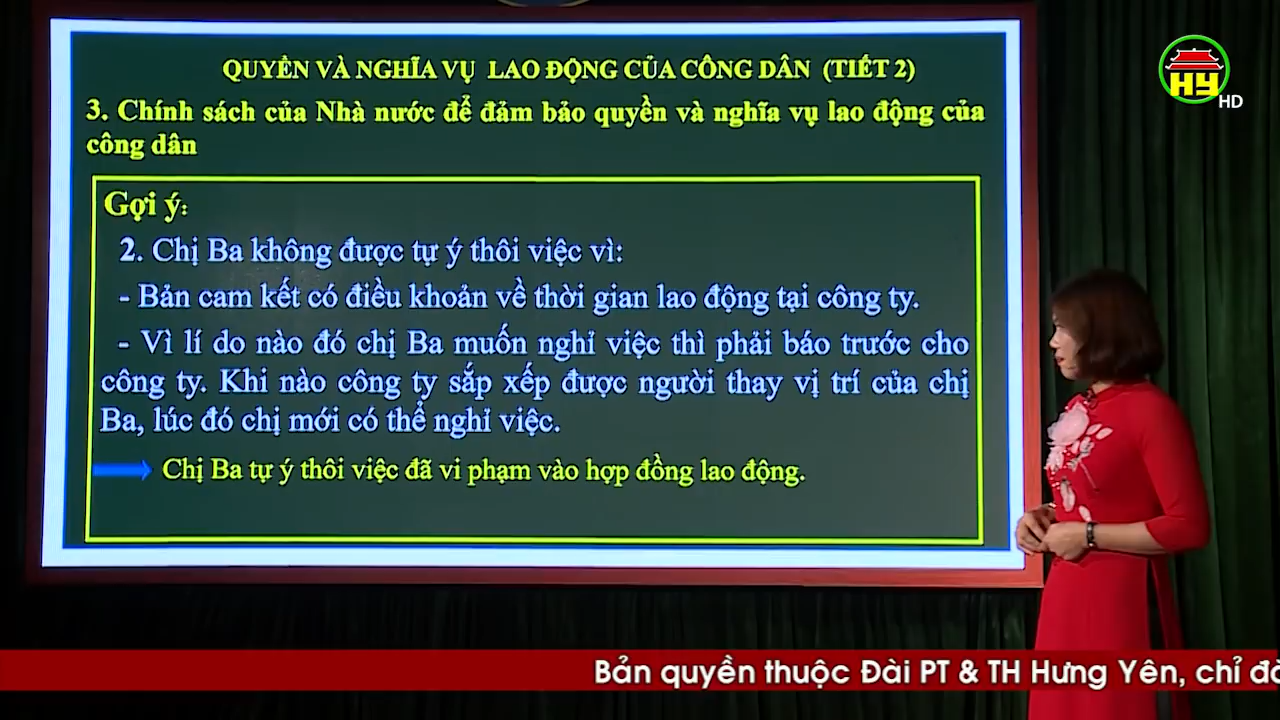 QUYỀN VÀ NGHĨA VỤ LAO ĐỘNG CỦA CÔNG DÂN (TIẾT 2)
3. Chính sách của Nhà nước để đảm bảo quyền và nghĩa vụ lao động của
công dân
Gợi ý:
2. Chị Ba không được tự ý thôi việc vì:
- Bản cam kết có điều khoản về thời gian lao động tại công ty.
- Vì lí do nào đó chị Ba muốn nghỉ việc thì phải báo trước cho
công ty. Khi nào công ty sắp xếp được người thay vị trí của chị
Ba, lúc đó chị mới có thể nghỉ việc.
Chị Ba tự ý thôi việc đã vi phạm vào hợp đồng lao động.
HY HD
Bản quyền thuộc Đài PT & TH Hưng Yên, chỉ